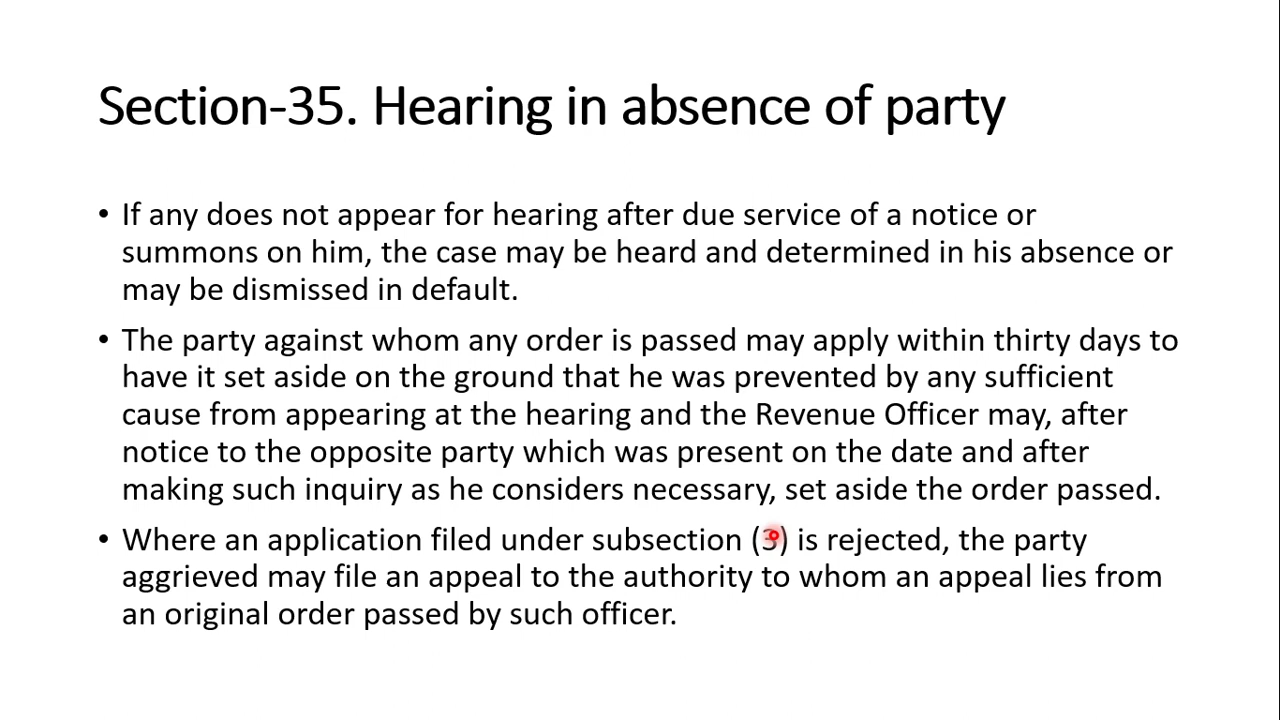 Section-35. Hearing in absence of party
• If any does not appear for hearing after due service of a notice or
summons on him, the case may be heard and determined in his absence or
may be dismissed in default.
• The party against whom any order is passed may apply within thirty days to
have it set aside on the ground that he was prevented by any sufficient
cause from appearing at the hearing and the Revenue Officer may, after
notice to the opposite party which was present on the date and after
making such inquiry as he considers necessary, set aside the order passed.
• Where an application filed under subsection (3) is rejected, the party
aggrieved may file an appeal to the authority to whom an appeal lies from
an original order passed by such officer.